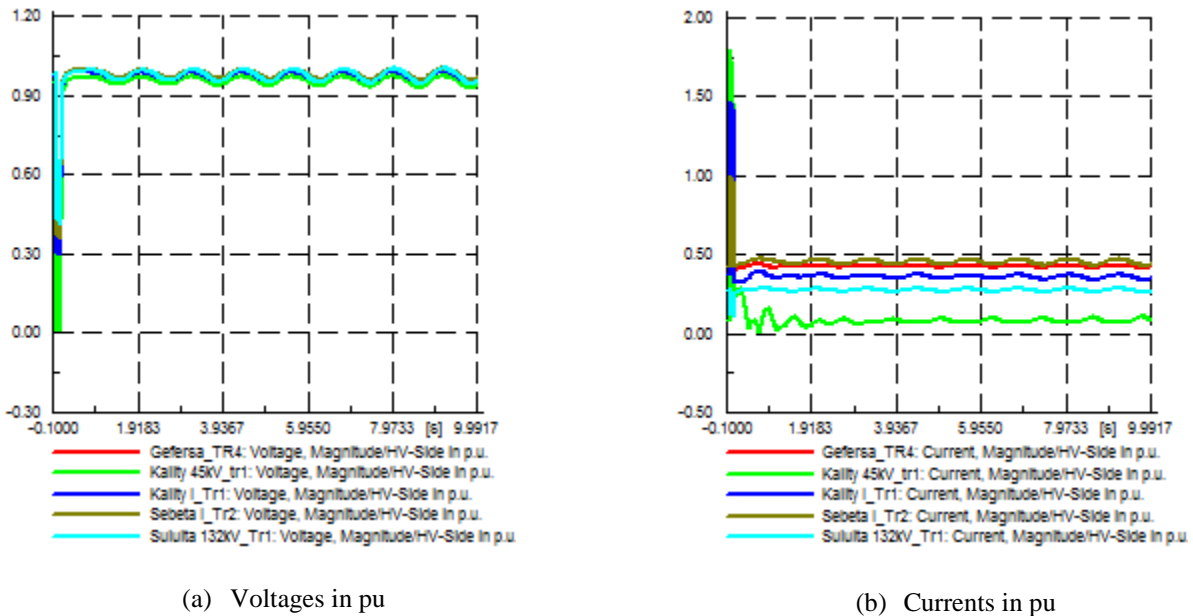 1.20
0.90
0.60
0.30
0.00
-0.30
-0.1000 1.9183 3.9367 5.9550 7.9733 [s] 9.9917
Gefersa_TR4: Voltage, Magnitude/HV-Side in p.u.
Kality 45kV_tr1: Voltage, Magnitude/HV-Side in p.u.
Kality I_Tr1: Voltage, Magnitude/HV-Side in p.u.
Sebeta I_Tr2: Voltage, Magnitude/HV-Side in p.u.
Sululta 132kV_Tr1: Voltage, Magnitude/HV-Side in p.u.
(a) Voltages in pu
2.00
1.50
1.00
0.50
0.00
-0.50
-0.1000 1.9183 3.9367 5.9550 7.9733 [s] 9.9917
Gefersa_TR4: Current, Magnitude/HV-Side in p.u.
Kality 45kV_tr1: Current, Magnitude/HV-Side in p.u.
Kality I_Tr1: Current, Magnitude/HV-Side in p.u.
Sebeta I_Tr2: Current, Magnitude/HV-Side in p.u.
Sululta 132kV_Tr1: Current, Magnitude/HV-Side in p.u.
(b) Currents in pu